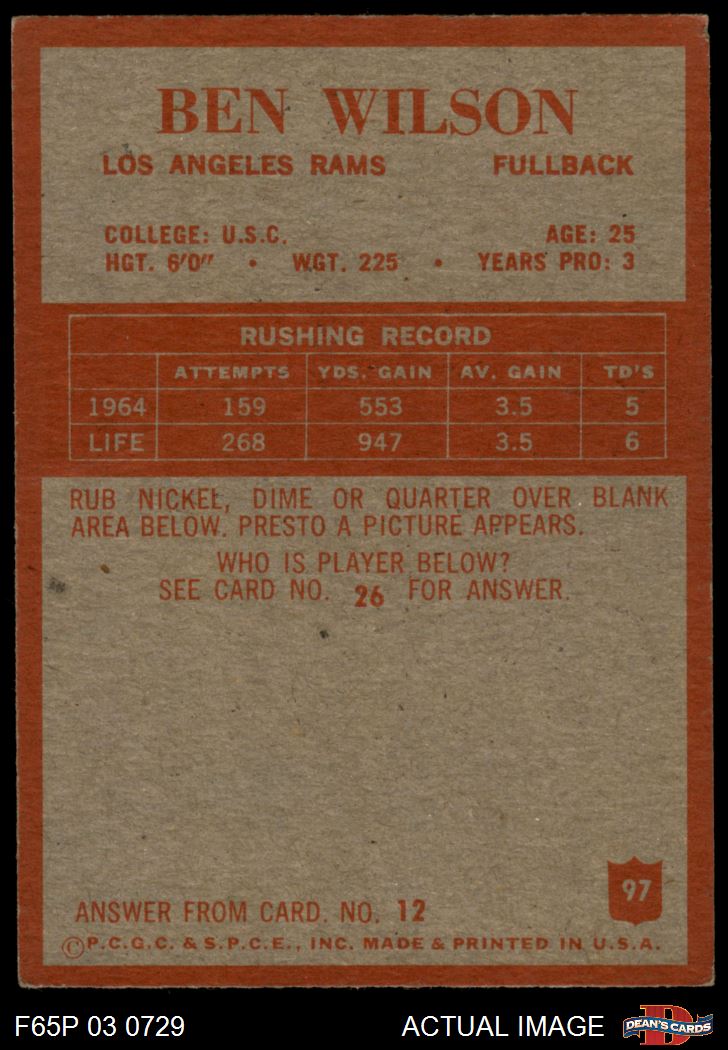 BEN WILSON
LOS ANGELES RAMS FULLBACK
COLLEGE: U.S.C. AGE: 25
HGT. 6'0" • WGT. 225 • YEARS PRO: 3
RUSHING RECORD
ATTEMPTS YDS. GAIN AV. GAIN TD'S
1964 159 553 3.5 5
LIFE 268 947 3.5 6
RUB NICKEL, DIME OR QUARTER OVER BLANK
AREA BELOW. PRESTO A PICTURE APPEARS.
WHO IS PLAYER BELOW?
SEE CARD NO. 26 FOR ANSWER.
97
ANSWER FROM CARD. NO. 12
©P.C.G.C. & S.P.C.E., INC. MADE & PRINTED IN U.S.A.
F65P 03 0729 ACTUAL IMAGE
D
DEAN'S CARDS